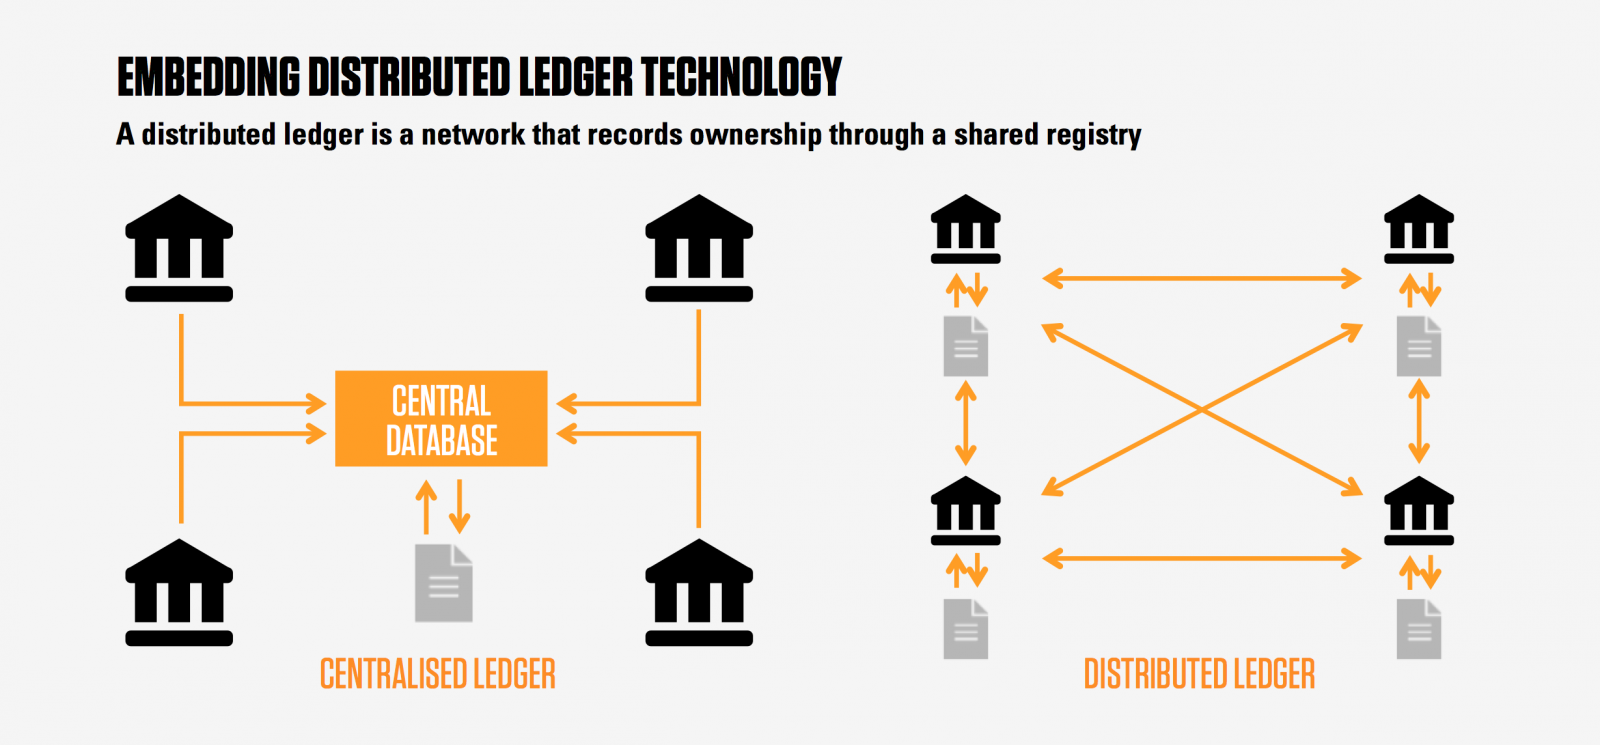 EMBEDDING DISTRIBUTED LEDGER TECHNOLOGY
A distributed ledger is a network that records ownership through a shared registry
CENTRAL
DATABASE
CENTRALISED LEDGER
DISTRIBUTED LEDGER